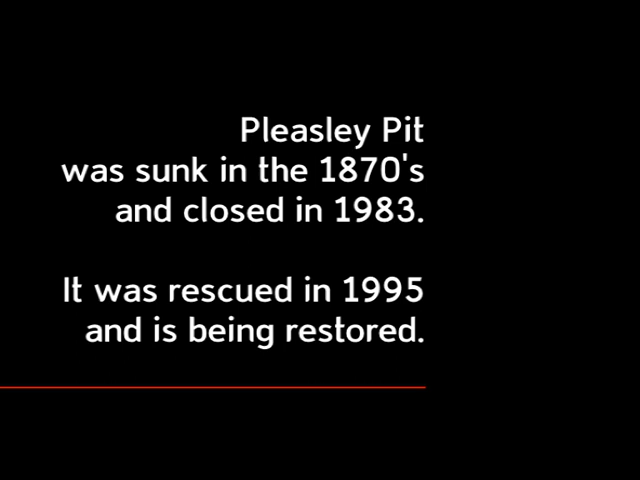 Pleasley Pit
was sunk in the 1870's
and closed in 1983.
It was rescued in 1995
and is being restored.